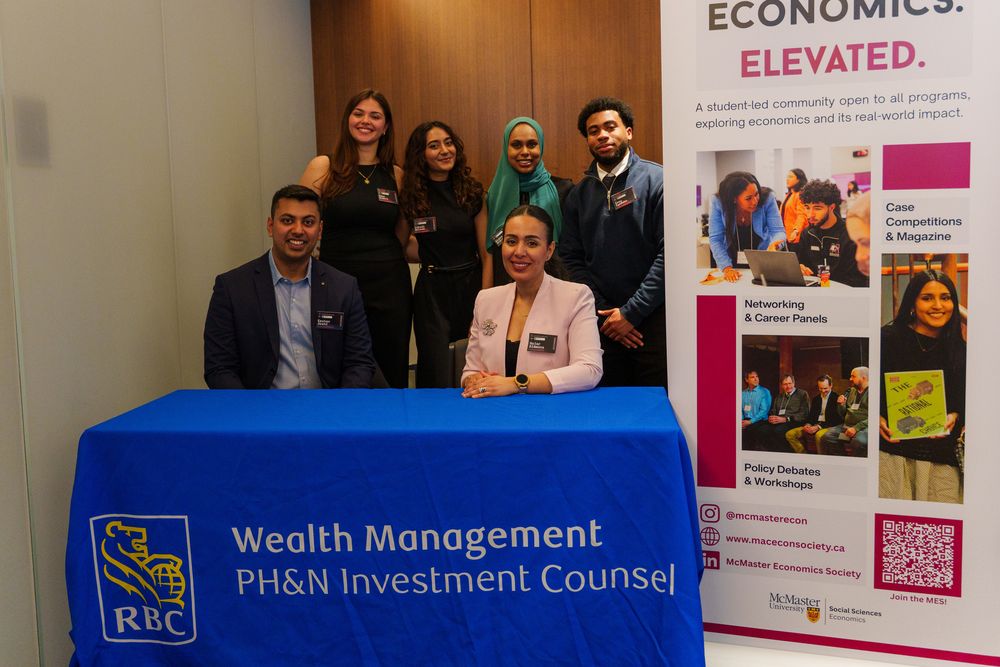 ECONOMICS.
ELEVATED.
A student-led community open to all programs,
exploring economics and its real-world impact.
Case
Competitions
& Magazine
Networking
& Career Panels
THE
RATIONAL
Policy Debates
& Workshops
@mcmasterecon
www.maceconsociety.ca
McMaster Economics Society
Join the MES!
McMaster
University
Social Sciences
Economics
Wealth Management
PH&N Investment Counsel
RBC